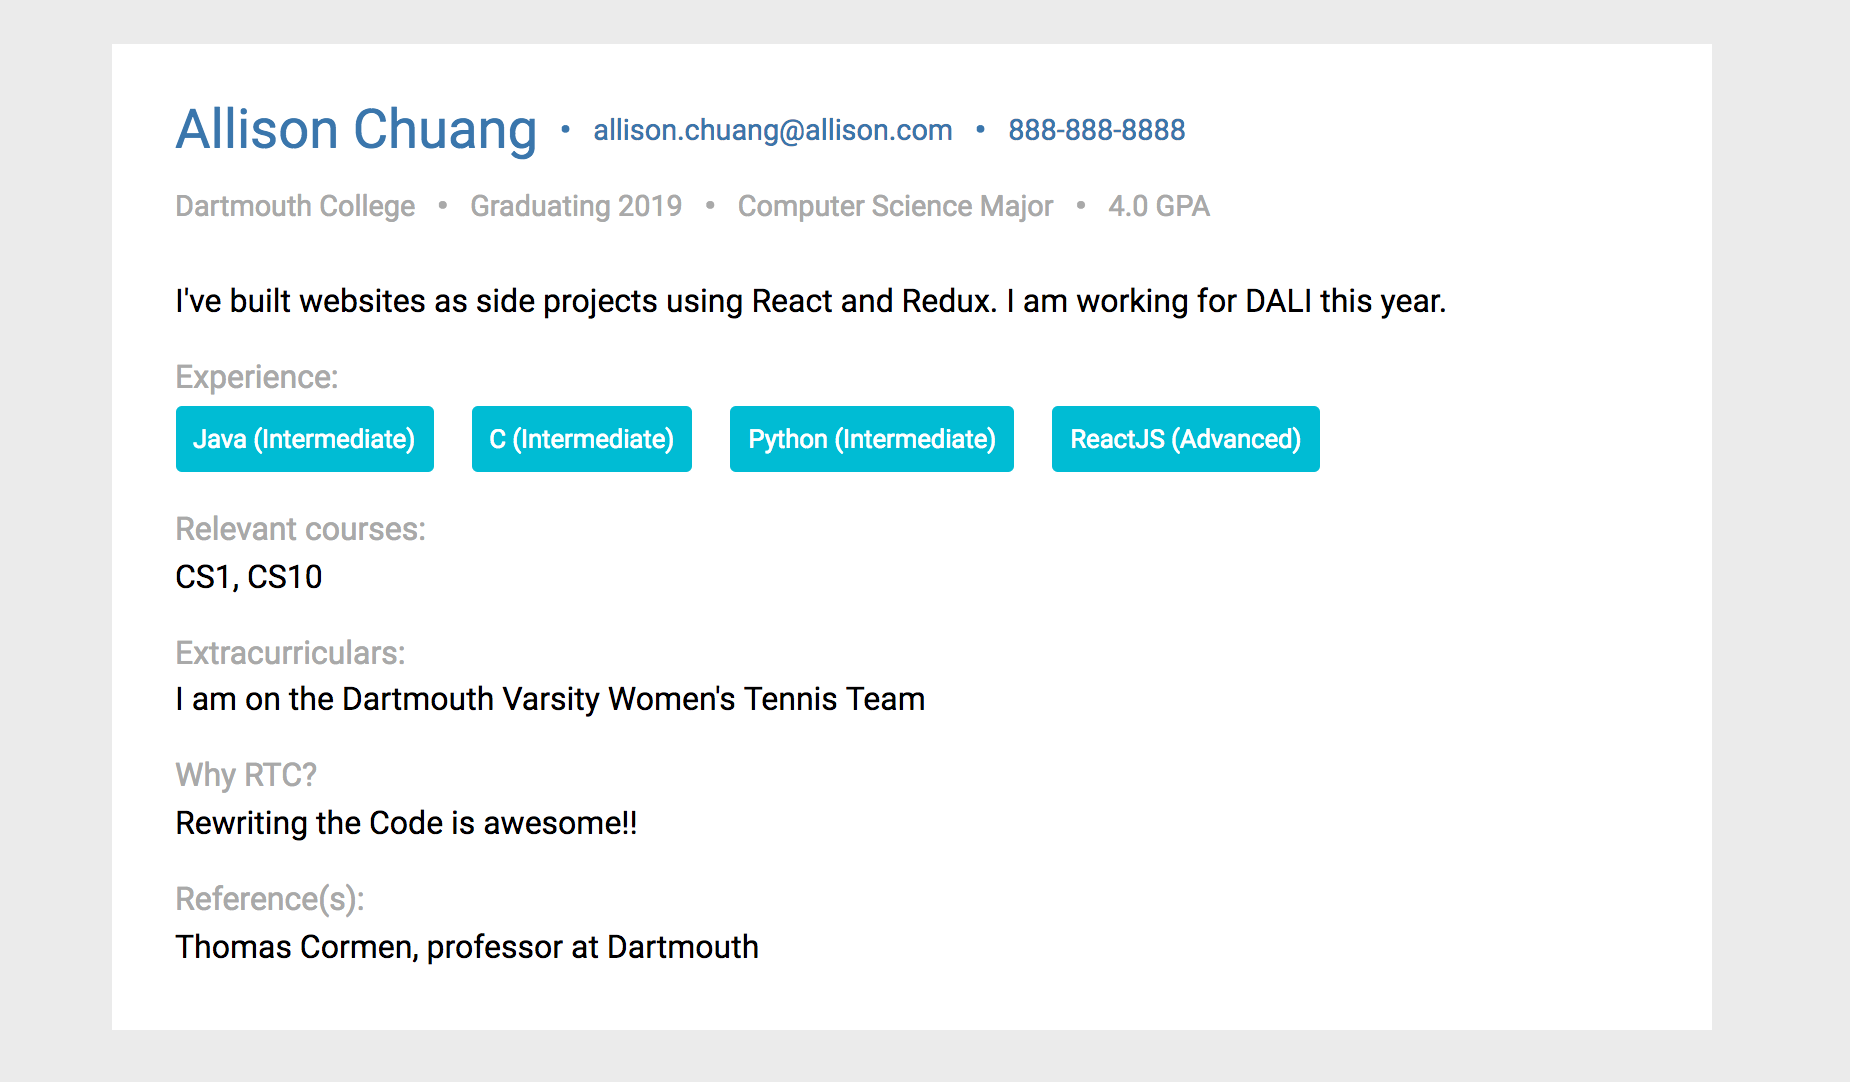 Allison Chuang • allison.chuang@allison.com • 888-888-8888
Dartmouth College • Graduating 2019 • Computer Science Major • 4.0 GPA
I've built websites as side projects using React and Redux. I am working for DALI this year.
Experience:
Java (Intermediate) C (Intermediate) Python (Intermediate) ReactJS (Advanced)
Relevant courses:
CS1, CS10
Extracurriculars:
I am on the Dartmouth Varsity Women's Tennis Team
Why RTC?
Rewriting the Code is awesome!!
Reference(s):
Thomas Cormen, professor at Dartmouth